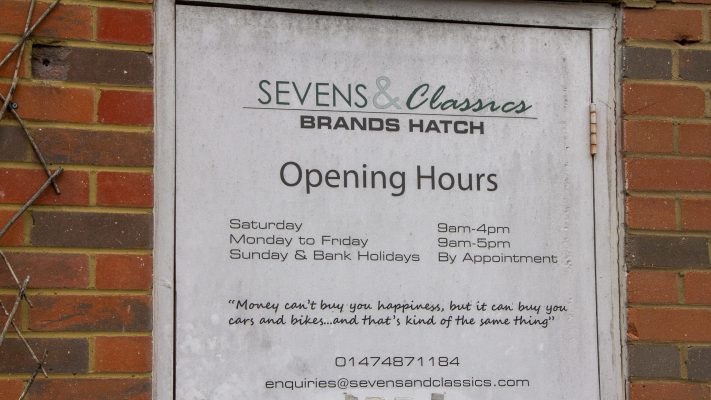 SEVENS & Classics
BRANDS HATCH
Opening Hours
Saturday 9am-4pm
Monday to Friday 9am-5pm
Sunday & Bank Holidays By Appointment
"Money can't buy you happiness, but it can buy you
cars and bikes...and that's kind of the same thing"
01474871184
enquiries@sevensandclassics.com